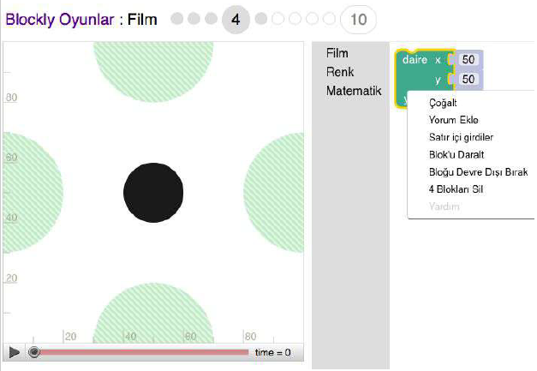 Blockly Oyunlar : Film 4 10
Film
Renk
Matematik
daire x 50
y 50
y
Çoğalt
Yorum Ekle
Satır içi girdiler
Blok'u Daralt
Bloğu Devre Dışı Bırak
4 Blokları Sil
Yardım
80
60
40
20
20 40 60 80
time = 0